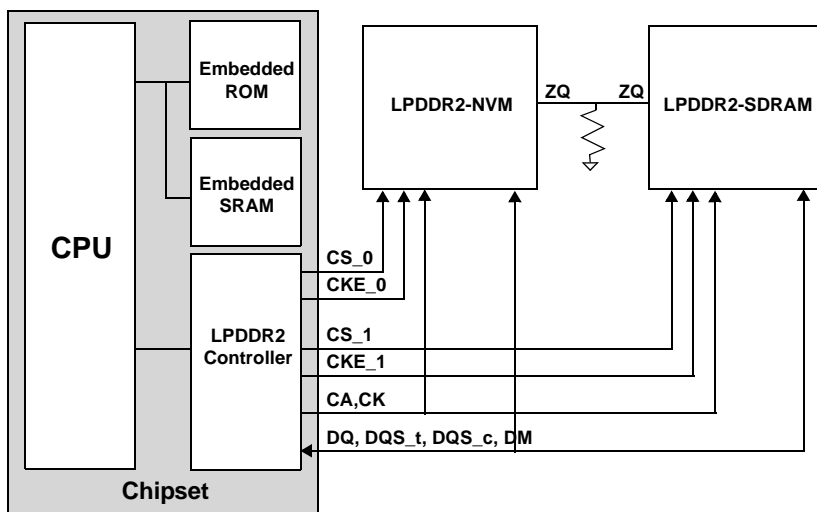 Embedded
ROM
Embedded
SRAM
CPU
LPDDR2
Controller
Chipset
LPDDR2-NVM
ZQ
ZQ
LPDDR2-SDRAM
CS_0
CKE_0
CS_1
CKE_1
CA,CK
DQ, DQS_t, DQS_c, DM